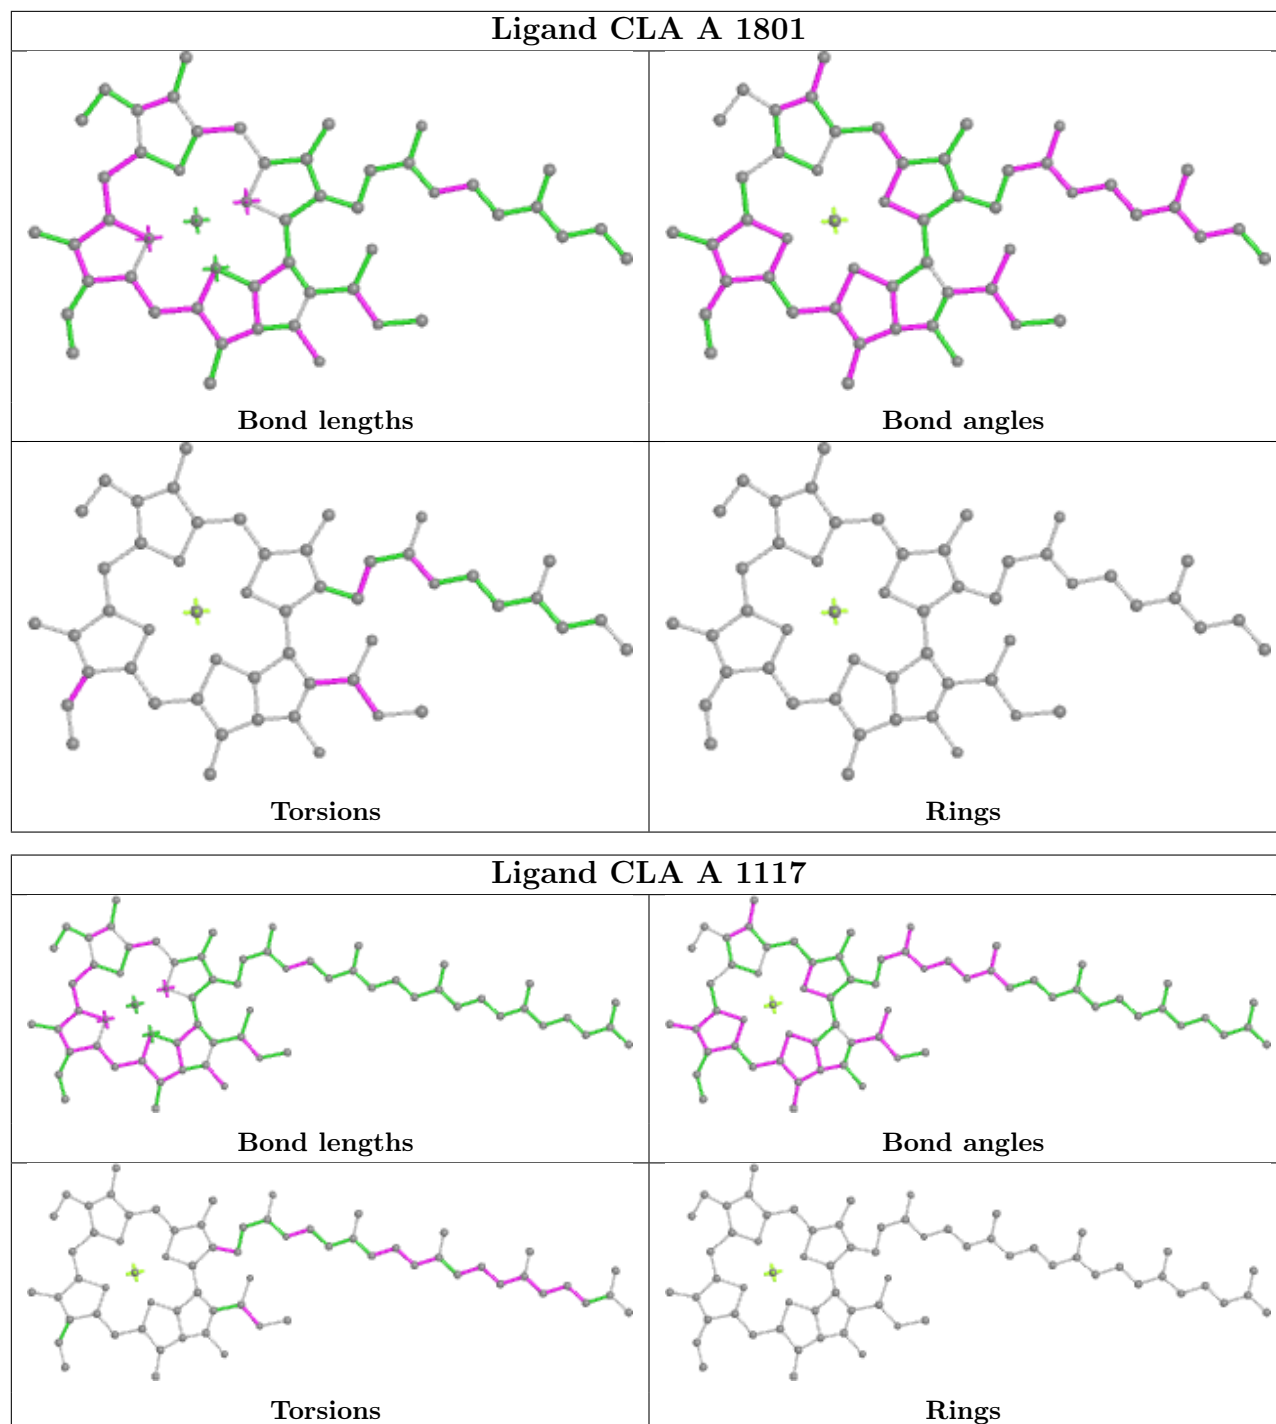 Ligand CLA A 1801
Bond lengths
Bond angles
Torsions
Rings
Ligand CLA A 1117
Bond lengths
Bond angles
Torsions
Rings